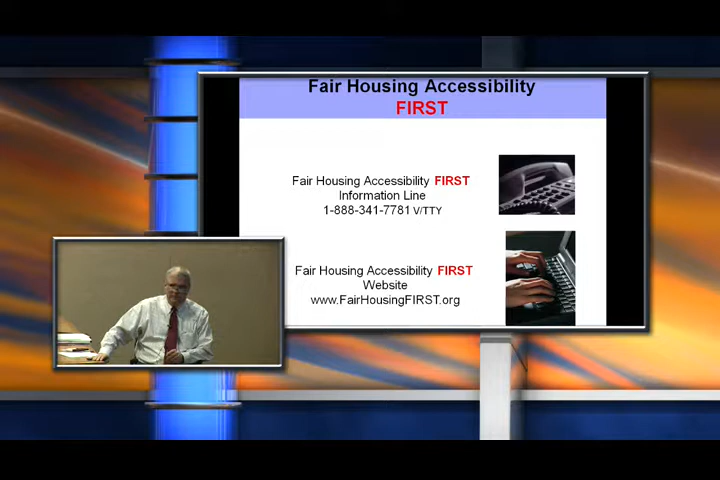 Fair Housing Accessibility
FIRST
Fair Housing Accessibility FIRST
Information Line
1-888-341-7781 V/TTY
Fair Housing Accessibility FIRST
Website
www.FairHousingFIRST.org